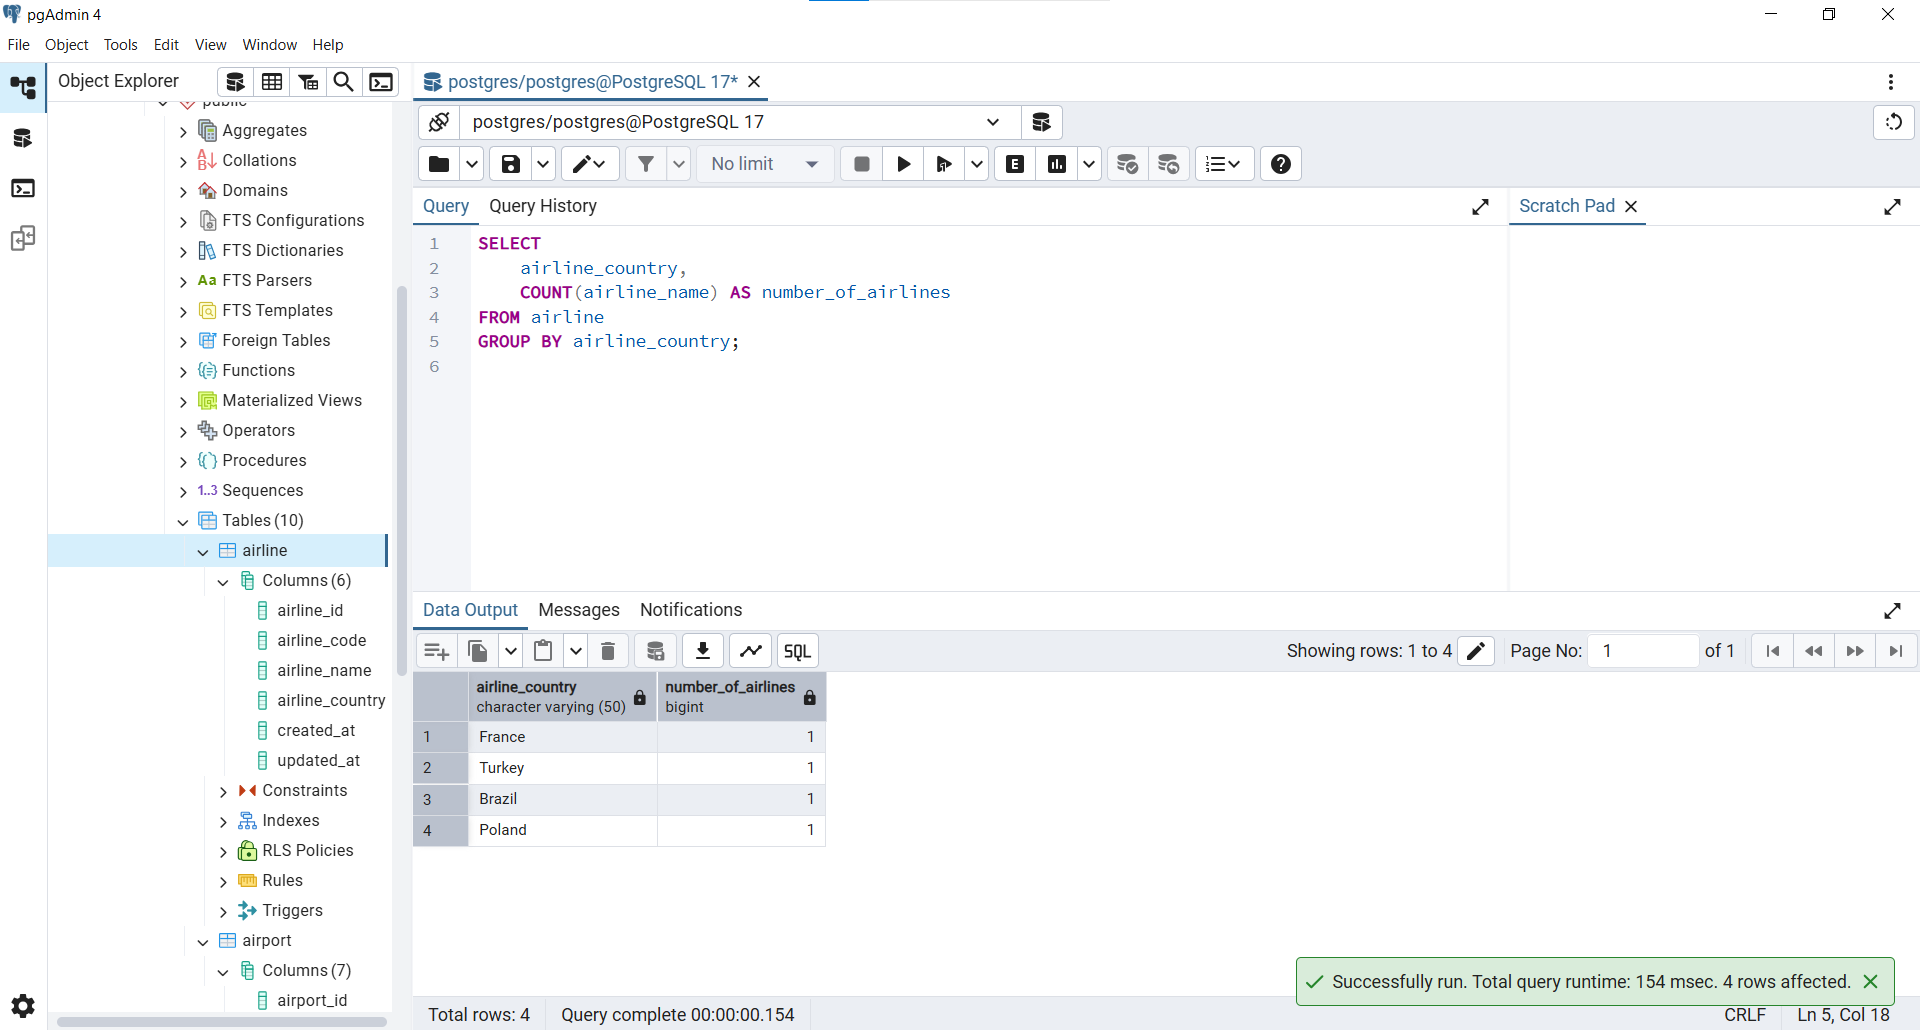 pgAdmin 4
File Object Tools Edit View Window Help
Object Explorer
postgres/postgres@PostgreSQL 17*
postgres/postgres@PostgreSQL 17
No limit
E
public
Aggregates
Collations
Domains
FTS Configurations
FTS Dictionaries
Aa FTS Parsers
FTS Templates
Foreign Tables
Functions
Materialized Views
Operators
Procedures
1..3 Sequences
Tables (10)
airline
Columns (6)
airline_id
airline_code
airline_name
airline_country
created_at
updated_at
Constraints
Indexes
RLS Policies
Rules
Triggers
airport
Columns (7)
airport_id
Query Query History
Scratch Pad
1 SELECT
2 airline_country,
3 COUNT(airline_name) AS number_of_airlines
4 FROM airline
5 GROUP BY airline_country;
6
Data Output Messages Notifications
SQL
Showing rows: 1 to 4 Page No: 1 of 1
airline_country number_of_airlines
character varying (50) bigint
1 France 1
2 Turkey 1
3 Brazil 1
4 Poland 1
Successfully run. Total query runtime: 154 msec. 4 rows affected.
Total rows: 4 Query complete 00:00:00.154 CRLF Ln 5, Col 18